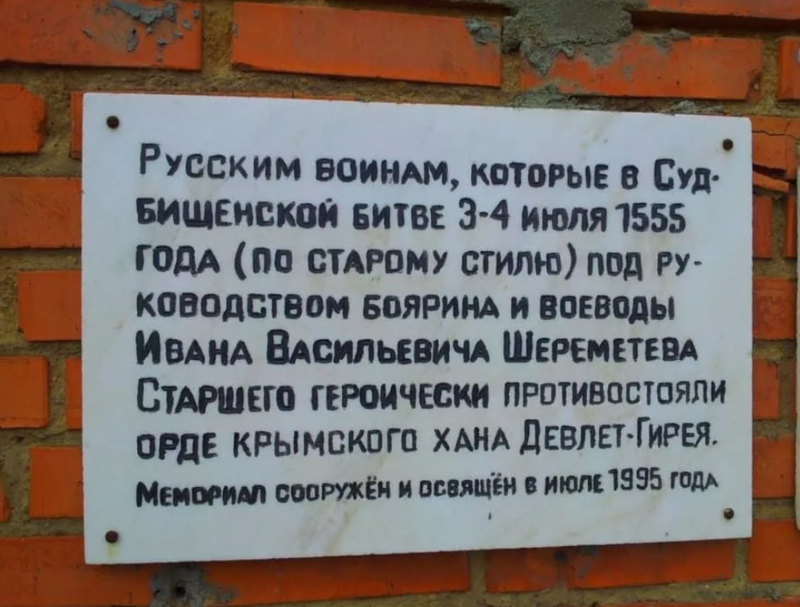 Русским воинам, которые в Суд-
бищенской битве 3-4 июля 1555
года (по старому стилю) под ру-
ководством боярина и воеводы
Ивана Васильевича Шереметева
Старшего героически противостояли
орде крымского хана Девлет-Гирея.
Мемориал сооружён и освящён в июле 1995 года